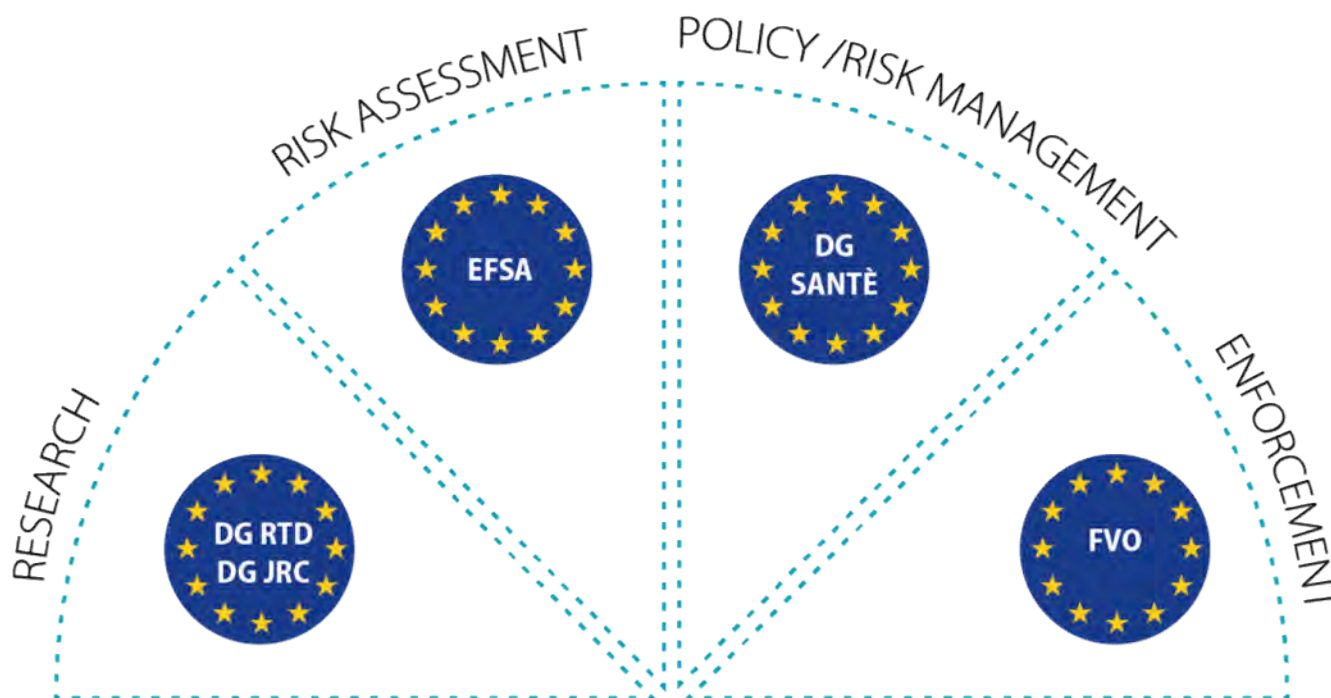 RESEARCH
RISK ASSESSMENT
POLICY /RISK MANAGEMENT
ENFORCEMENT
DG RTD
DG JRC
EFSA
DG
SANTÈ
FVO